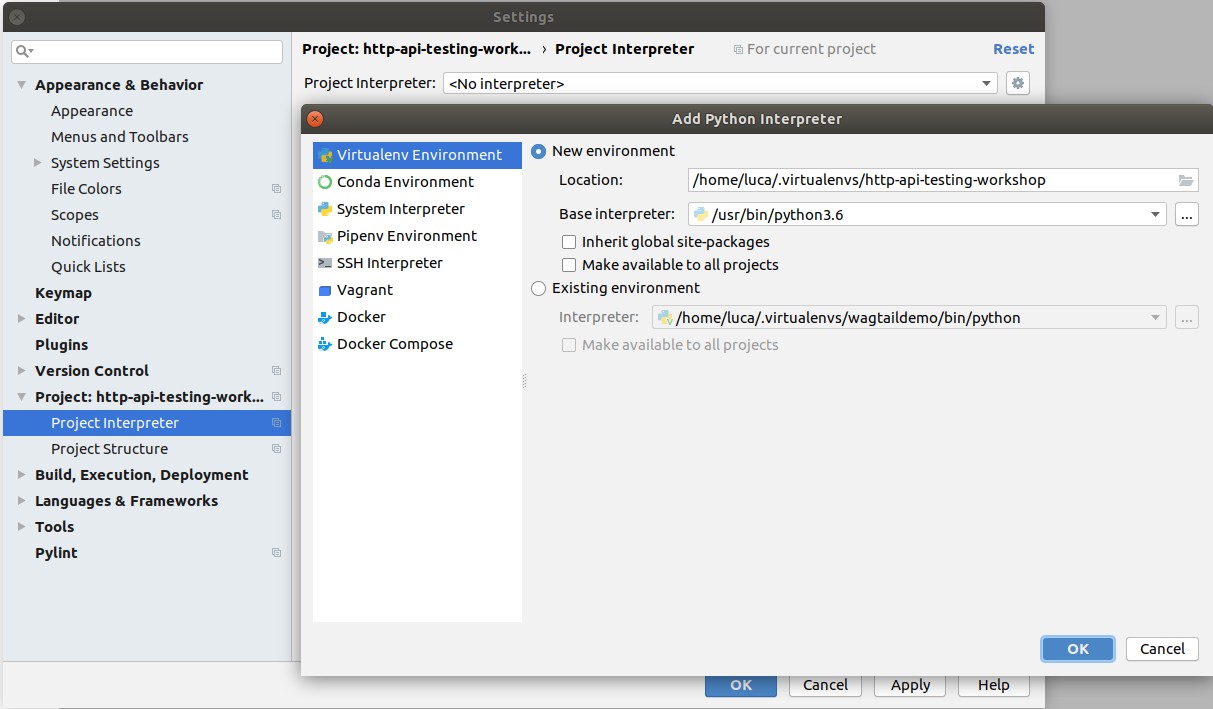 Settings
Project: http-api-testing-work... › Project Interpreter
For current project
Reset
Project Interpreter: <No interpreter>
Appearance & Behavior
Appearance
Menus and Toolbars
System Settings
File Colors
Scopes
Notifications
Quick Lists
Keymap
Editor
Plugins
Version Control
Project: http-api-testing-work...
Project Interpreter
Project Structure
Build, Execution, Deployment
Languages & Frameworks
Tools
Pylint
Add Python Interpreter
Virtualenv Environment
Conda Environment
System Interpreter
Pipenv Environment
SSH Interpreter
Vagrant
Docker
Docker Compose
New environment
Location: /home/luca/.virtualenvs/http-api-testing-workshop
Base interpreter: /usr/bin/python3.6 ...
Inherit global site-packages
Make available to all projects
Existing environment
Interpreter: /home/luca/.virtualenvs/wagtaildemo/bin/python ...
Make available to all projects
OK Cancel
OK Cancel Apply Help